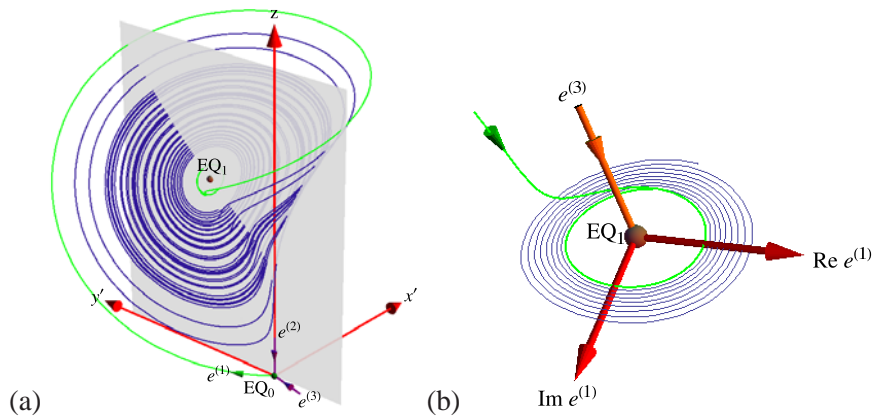 z
EQ₁
y′
x′
e⁽²⁾
e⁽¹⁾
EQ₀
e⁽³⁾
(a)
e⁽³⁾
EQ₁
Re e⁽¹⁾
Im e⁽¹⁾
(b)